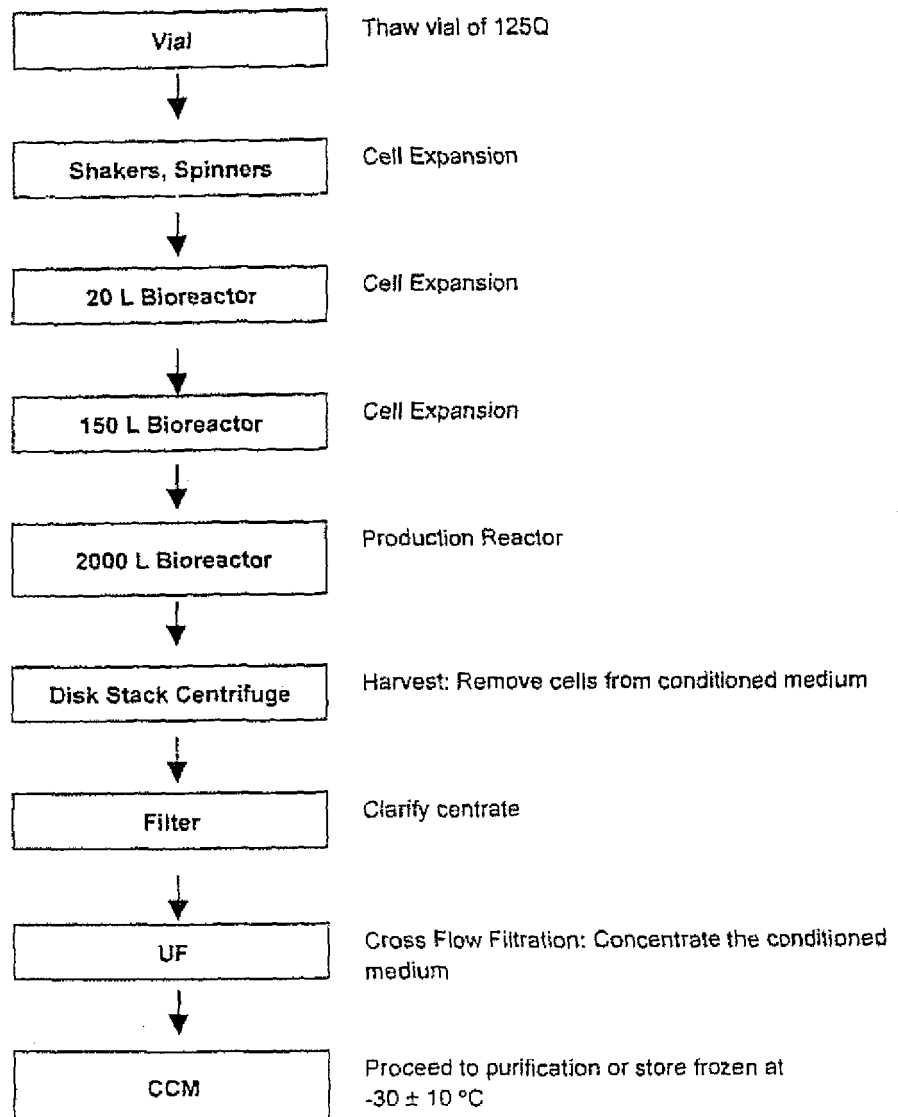 Vial
Thaw vial of 125Q
Shakers, Spinners
Cell Expansion
20 L Bioreactor
Cell Expansion
150 L Bioreactor
Cell Expansion
2000 L Bioreactor
Production Reactor
Disk Stack Centrifuge
Harvest: Remove cells from conditioned medium
Filter
Clarify centrate
UF
Cross Flow Filtration: Concentrate the conditioned
medium
CCM
Proceed to purification or store frozen at
-30 ± 10 ºC